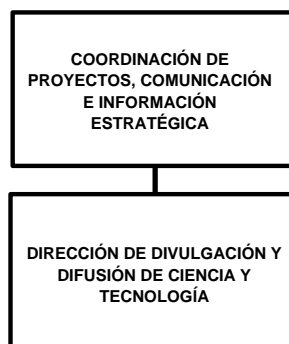 COORDINACIÓN DE
PROYECTOS, COMUNICACIÓN
E INFORMACIÓN
ESTRATÉGICA
DIRECCIÓN DE DIVULGACIÓN Y
DIFUSIÓN DE CIENCIA Y
TECNOLOGÍA